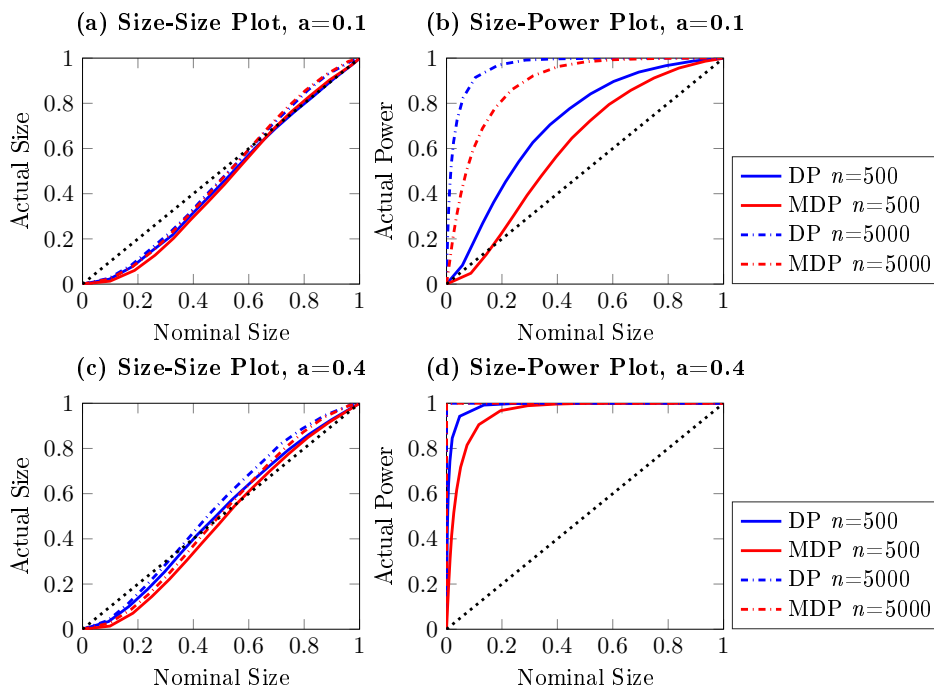 (a) Size-Size Plot, a=0.1
1
0.8
0.6
0.4
0.2
0
0
0.2
0.4
0.6
0.8
1
Actual Size
Nominal Size
(b) Size-Power Plot, a=0.1
1
0.8
0.6
0.4
0.2
0
0
0.2
0.4
0.6
0.8
1
Actual Power
Nominal Size
DP n=500
MDP n=500
DP n=5000
MDP n=5000
(c) Size-Size Plot, a=0.4
1
0.8
0.6
0.4
0.2
0
0
0.2
0.4
0.6
0.8
1
Actual Size
Nominal Size
(d) Size-Power Plot, a=0.4
1
0.8
0.6
0.4
0.2
0
0
0.2
0.4
0.6
0.8
1
Actual Power
Nominal Size
DP n=500
MDP n=500
DP n=5000
MDP n=5000